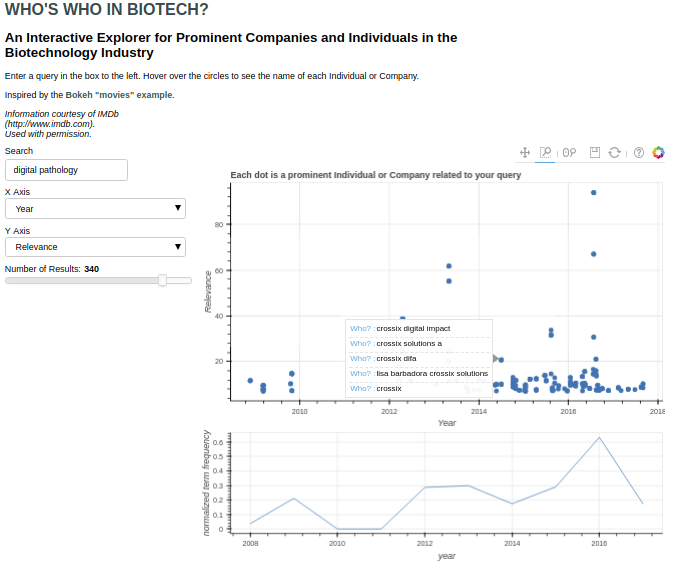 WHO'S WHO IN BIOTECH?
An Interactive Explorer for Prominent Companies and Individuals in the
Biotechnology Industry
Enter a query in the box to the left. Hover over the circles to see the name of each Individual or Company.
Inspired by the Bokeh "movies" example.
Information courtesy of IMDb
(http://www.imdb.com).
Used with permission.
Search
digital pathology
X Axis
Year
Y Axis
Relevance
Number of Results: 340
Each dot is a prominent Individual or Company related to your query
Relevance
80
60
40
20
Who? :crossix digital impact
Who? :crossix solutions a
Who? :crossix difa
Who? :lisa barbadora crossix solutions
Who? :crossix
2010
2012
2014
2016
2018
Year
normalized term frequency
0.6
0.5
0.4
0.3
0.2
0.1
0
2008
2010
2012
2014
2016
year